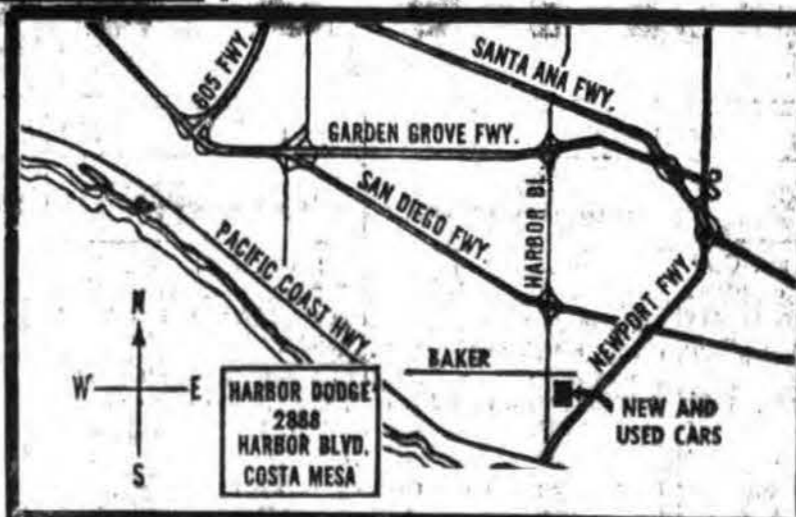 605 FWY.
SANTA ANA FWY.
GARDEN GROVE FWY.
SAN DIEGO FWY.
HARBOR BL.
PACIFIC COAST HWY.
NEWPORT FWY.
BAKER
N
W
E
S
HARBOR DODGE
2888
HARBOR BLVD.
COSTA MESA
NEW AND
USED CARS